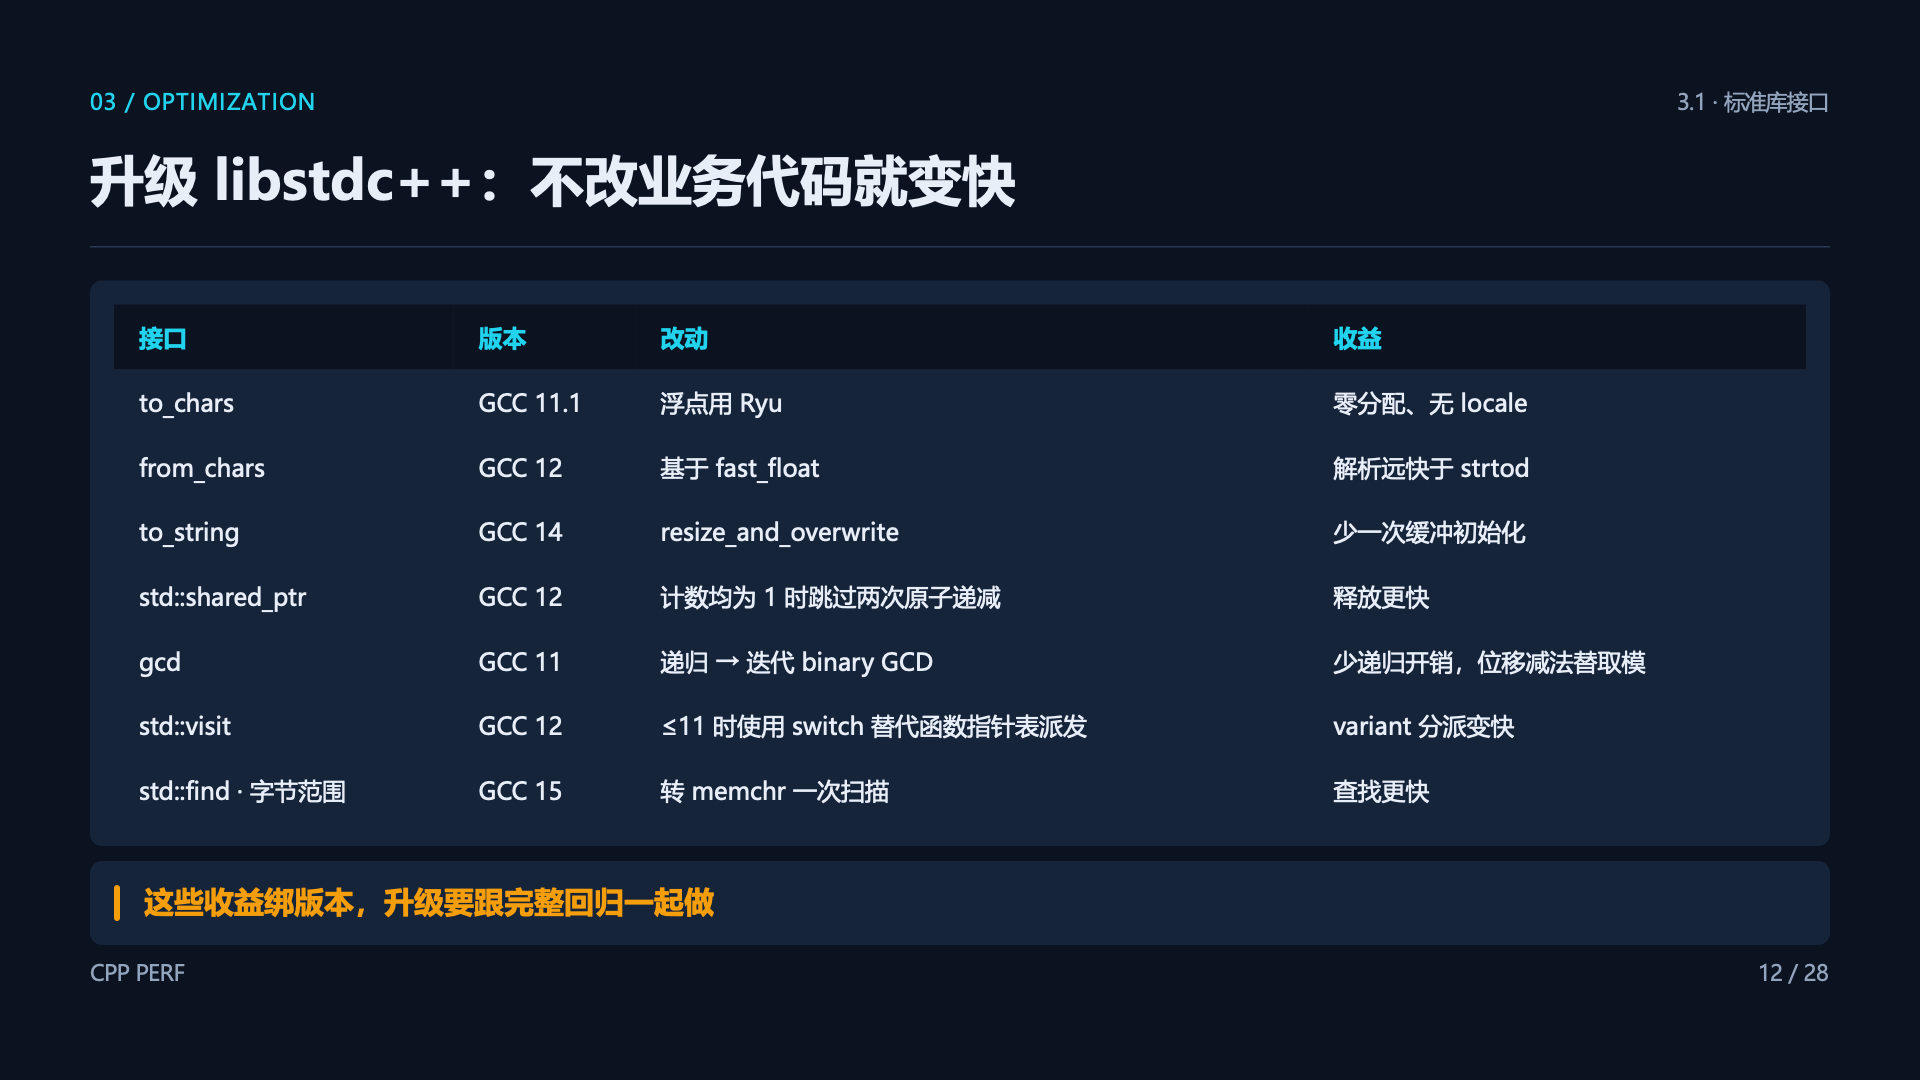 03 / OPTIMIZATION
3.1 · 标准库接口
升级 libstdc++：不改业务代码就变快
接口 版本 改动 收益
to_chars GCC 11.1 浮点用 Ryu 零分配、无 locale
from_chars GCC 12 基于 fast_float 解析远快于 strtod
to_string GCC 14 resize_and_overwrite 少一次缓冲初始化
std::shared_ptr GCC 12 计数均为 1 时跳过两次原子递减 释放更快
gcd GCC 11 递归 → 迭代 binary GCD 少递归开销，位移减法替取模
std::visit GCC 12 ≤11 时使用 switch 替代函数指针表派发 variant 分派变快
std::find · 字节范围 GCC 15 转 memchr 一次扫描 查找更快
这些收益绑版本，升级要跟完整回归一起做
CPP PERF
12 / 28